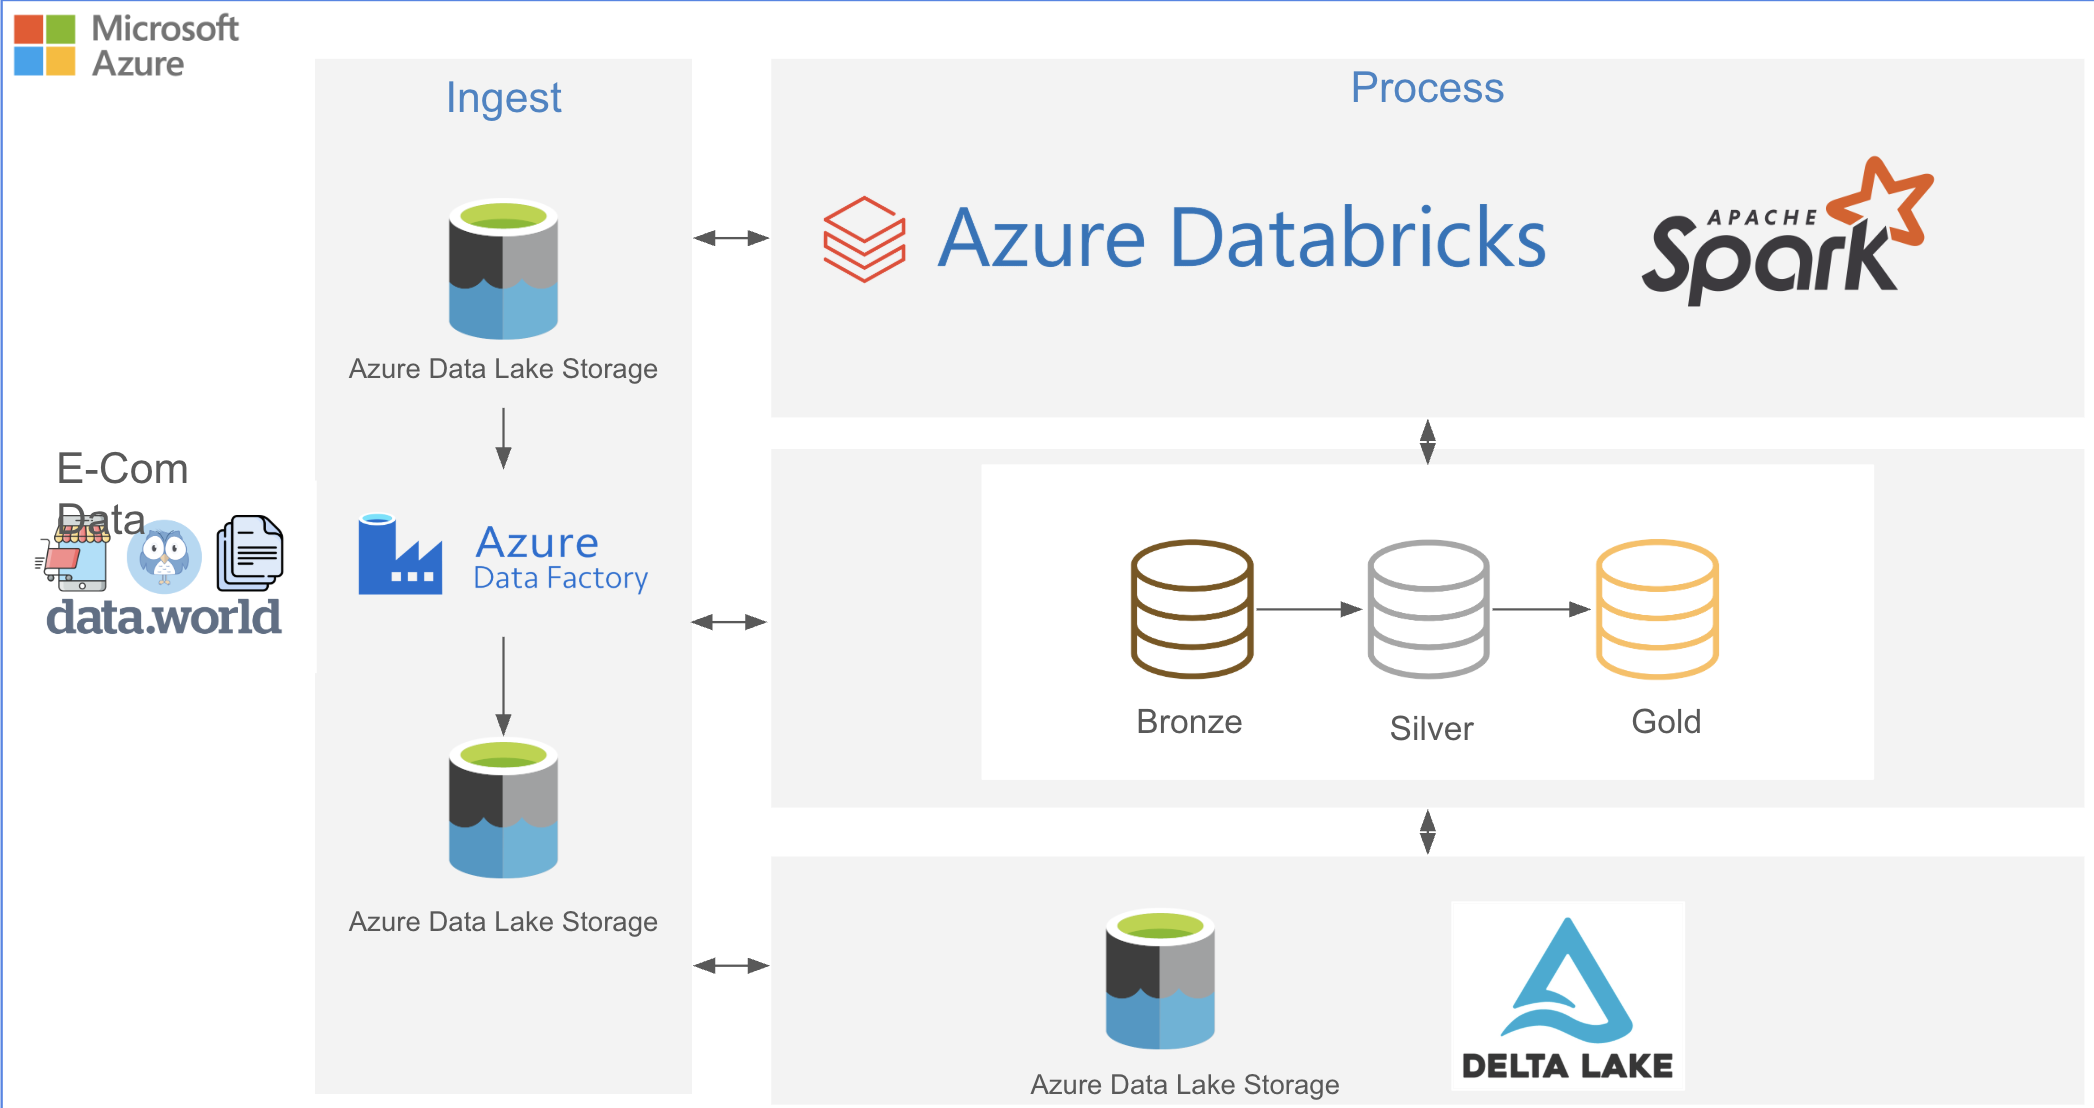 Microsoft
Azure
Ingest
Process
Azure Databricks
APACHE
Spark
Azure Data Lake Storage
E-Com
Data
data.world
Azure
Data Factory
Bronze
Silver
Gold
Azure Data Lake Storage
Azure Data Lake Storage
DELTA LAKE